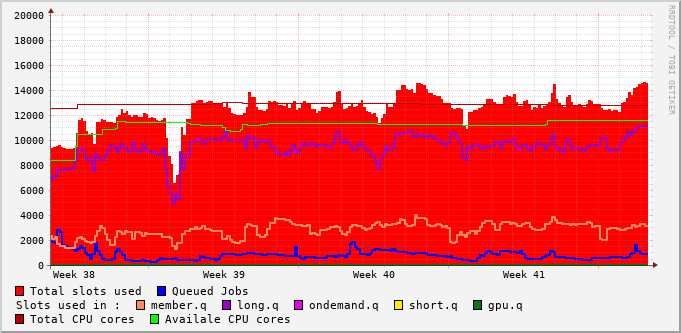 20000
18000
16000
14000
12000
10000
8000
6000
4000
2000
0
Week 38 Week 39 Week 40 Week 41
RRDTOOL / TOBI OETIKER
Total slots used Queued Jobs
Slots used in : member.q long.q ondemand.q short.q gpu.q
Total CPU cores Availale CPU cores